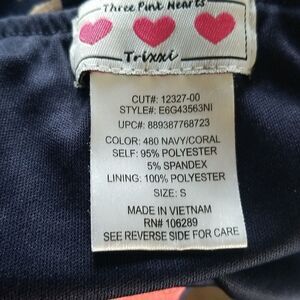 Three Pink Hearts
Trixxi
CUT#: 12327-00
STYLE#: E6G43563NI
UPC#: 889387768723
COLOR: 480 NAVY/CORAL
SELF: 95% POLYESTER
5% SPANDEX
LINING: 100% POLYESTER
SIZE: S
MADE IN VIETNAM
RN# 106289
SEE REVERSE SIDE FOR CARE